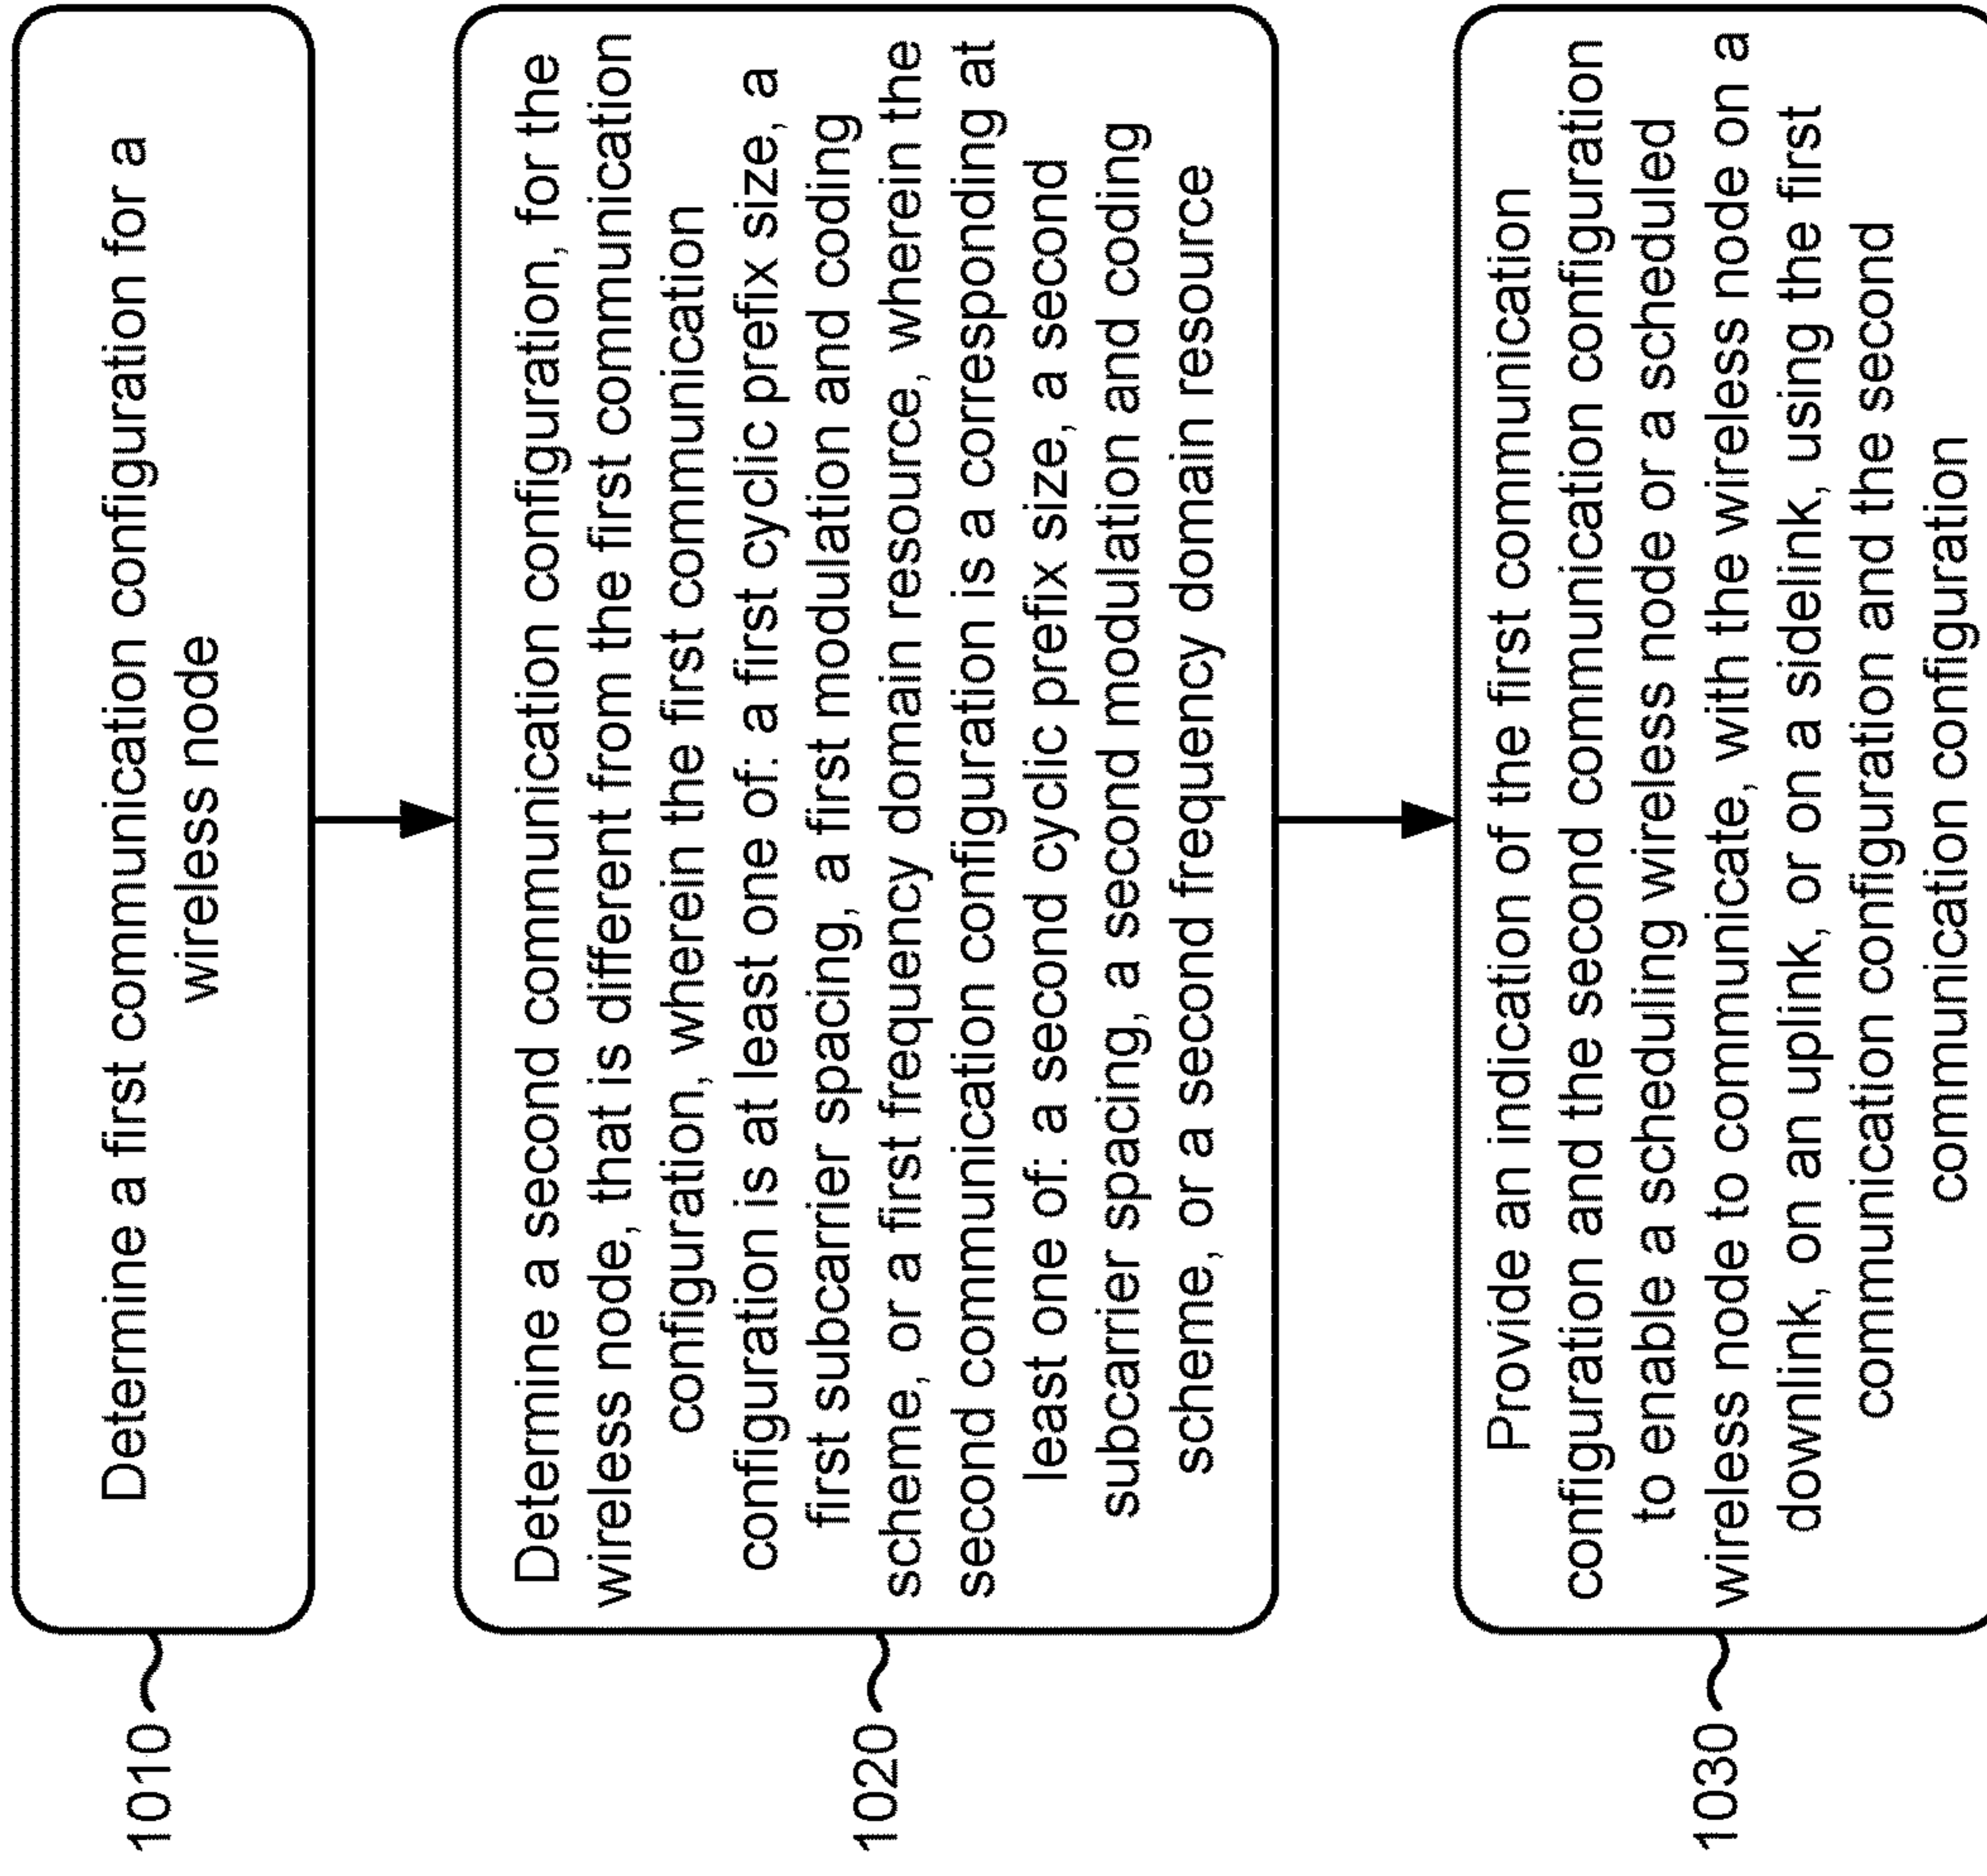 1010
Determine a first communication configuration for a
wireless node
1020
Determine a second communication configuration, for the
wireless node, that is different from the first communication
configuration, wherein the first communication
configuration is at least one of: a first cyclic prefix size, a
first subcarrier spacing, a first modulation and coding
scheme, or a first frequency domain resource, wherein the
second communication configuration is a corresponding at
least one of: a second cyclic prefix size, a second
subcarrier spacing, a second modulation and coding
scheme, or a second frequency domain resource
1030
Provide an indication of the first communication
configuration and the second communication configuration
to enable a scheduling wireless node or a scheduled
wireless node to communicate, with the wireless node on a
downlink, on an uplink, or on a sidelink, using the first
communication configuration and the second
communication configuration